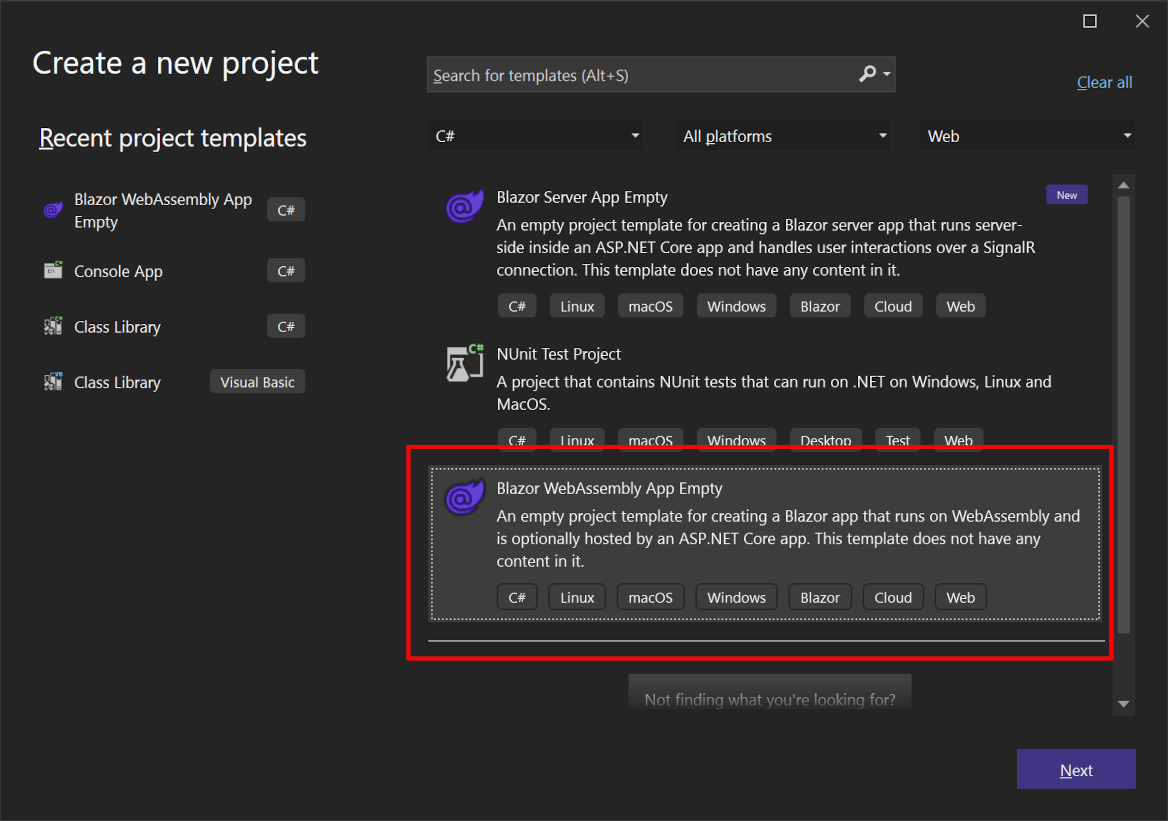 Create a new project
Search for templates (Alt+S)
Clear all
Recent project templates
C#
All platforms
Web
Blazor WebAssembly App
Empty
C#
Console App
C#
Class Library
C#
Class Library
Visual Basic
Blazor Server App Empty
New
An empty project template for creating a Blazor server app that runs server-
side inside an ASP.NET Core app and handles user interactions over a SignalR
connection. This template does not have any content in it.
C# Linux macOS Windows Blazor Cloud Web
C#
NUnit Test Project
A project that contains NUnit tests that can run on .NET on Windows, Linux and
MacOS.
C# Linux macOS Windows Desktop Test Web
Blazor WebAssembly App Empty
An empty project template for creating a Blazor app that runs on WebAssembly and
is optionally hosted by an ASP.NET Core app. This template does not have any
content in it.
C# Linux macOS Windows Blazor Cloud Web
Not finding what you're looking for?
Next